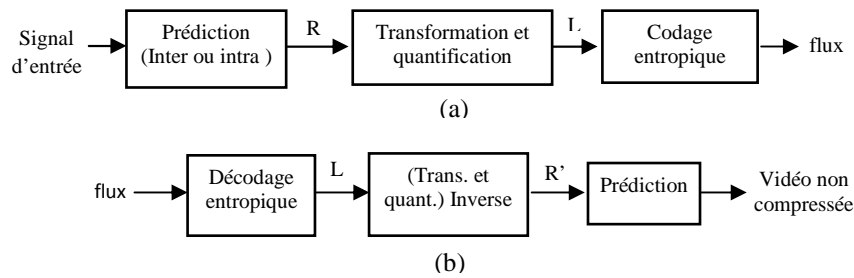 Signal
d'entrée
Prédiction
(Inter ou intra )
R
Transformation et
quantification
L
Codage
entropique
flux
(a)
flux
Décodage
entropique
L
(Trans. et
quant.) Inverse
R'
Prédiction
Vidéo non
compressée
(b)